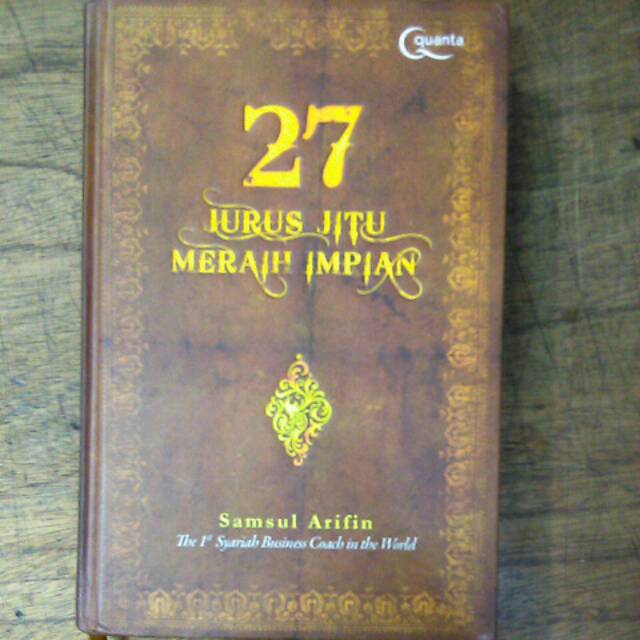 quanta
27
JURUS JITU
MERAIH IMPIAN
Samsul Arifin
The 1st Syariah Business Coach in the World